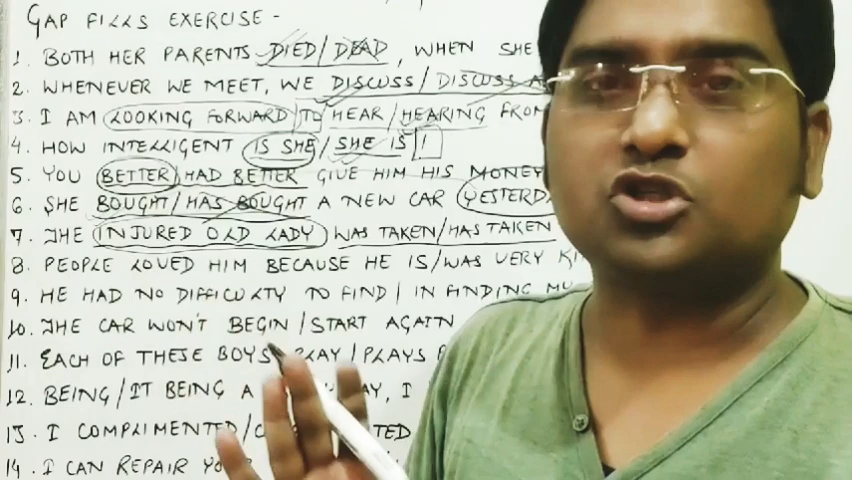 GAP FILLS EXERCISE -
1. BOTH HER PARENTS DIED/DEAD, WHEN SHE
2. WHENEVER WE MEET, WE DISCUSS/DISCUSS A
3. I AM LOOKING FORWARD TO HEAR/HEARING FROM
4. HOW INTELLIGENT IS SHE/SHE IS !
5. YOU BETTER/HAD BETTER GIVE HIM HIS MONEY
6. SHE BOUGHT/HAS BOUGHT A NEW CAR YESTERD
7. THE INJURED OLD LADY WAS TAKEN/HAS TAKEN
8. PEOPLE LOVED HIM BECAUSE HE IS/WAS VERY KI
9. HE HAD NO DIFFICULTY TO FIND/IN FINDING MU
10. THE CAR WON'T BEGIN/START AGAIN
11. EACH OF THESE BOYS PLAY/PLAYS
12. BEING/IT BEING A AY, I
13. I COMPLIMENTED/C TED
14. I CAN REPAIR YO